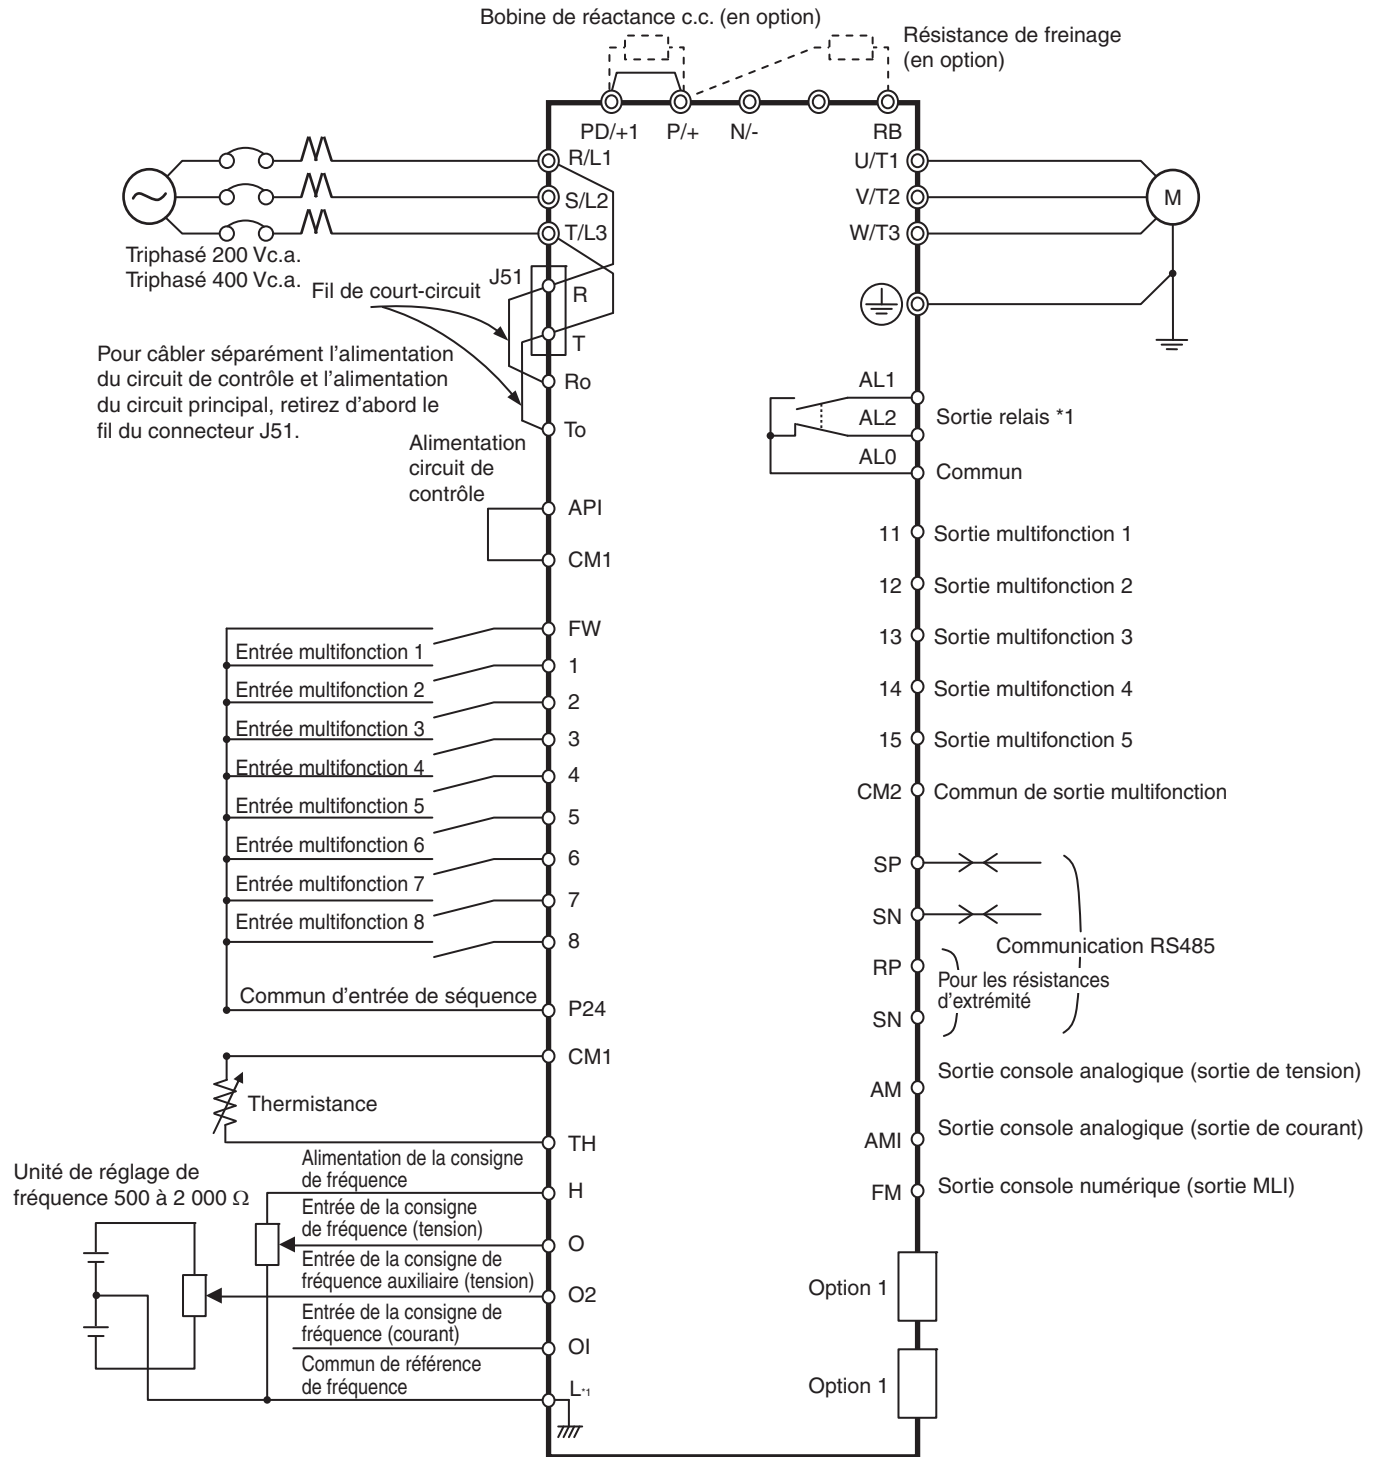 Bobine de réactance c.c. (en option)
Résistance de freinage
(en option)
PD/+1
P/+
N/-
RB
R/L1
S/L2
T/L3
U/T1
V/T2
W/T3
M
Triphasé 200 Vc.a.
Triphasé 400 Vc.a.
Fil de court-circuit
J51
R
T
Ro
To
Pour câbler séparément l'alimentation
du circuit de contrôle et l'alimentation
du circuit principal, retirez d'abord le
fil du connecteur J51.
Alimentation
circuit de
contrôle
AL1
AL2
AL0
Sortie relais *1
Commun
API
CM1
11 Sortie multifonction 1
12 Sortie multifonction 2
13 Sortie multifonction 3
14 Sortie multifonction 4
15 Sortie multifonction 5
CM2 Commun de sortie multifonction
FW
Entrée multifonction 1
1
Entrée multifonction 2
2
Entrée multifonction 3
3
Entrée multifonction 4
4
Entrée multifonction 5
5
Entrée multifonction 6
6
Entrée multifonction 7
7
Entrée multifonction 8
8
Commun d'entrée de séquence
P24
CM1
Thermistance
TH
SP
SN
Communication RS485
RP
Pour les résistances
d'extrémité
SN
AM
Sortie console analogique (sortie de tension)
AMI
Sortie console analogique (sortie de courant)
FM
Sortie console numérique (sortie MLI)
Unité de réglage de
fréquence 500 à 2 000 Ω
Alimentation de la consigne
de fréquence
H
Entrée de la consigne
de fréquence (tension)
O
Entrée de la consigne de
fréquence auxiliaire (tension)
O2
Entrée de la consigne de
fréquence (courant)
OI
Commun de référence
de fréquence
L*1
Option 1
Option 1